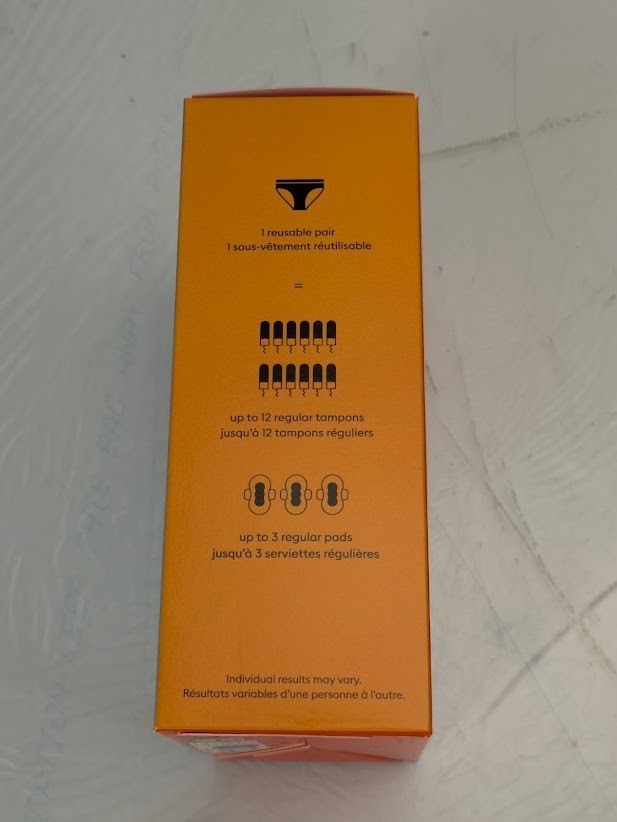 1 reusable pair
1 sous-vêtement réutilisable
=
up to 12 regular tampons
jusqu'à 12 tampons réguliers
up to 3 regular pads
jusqu'à 3 serviettes régulières
Individual results may vary.
Résultats variables d'une personne à l'autre.